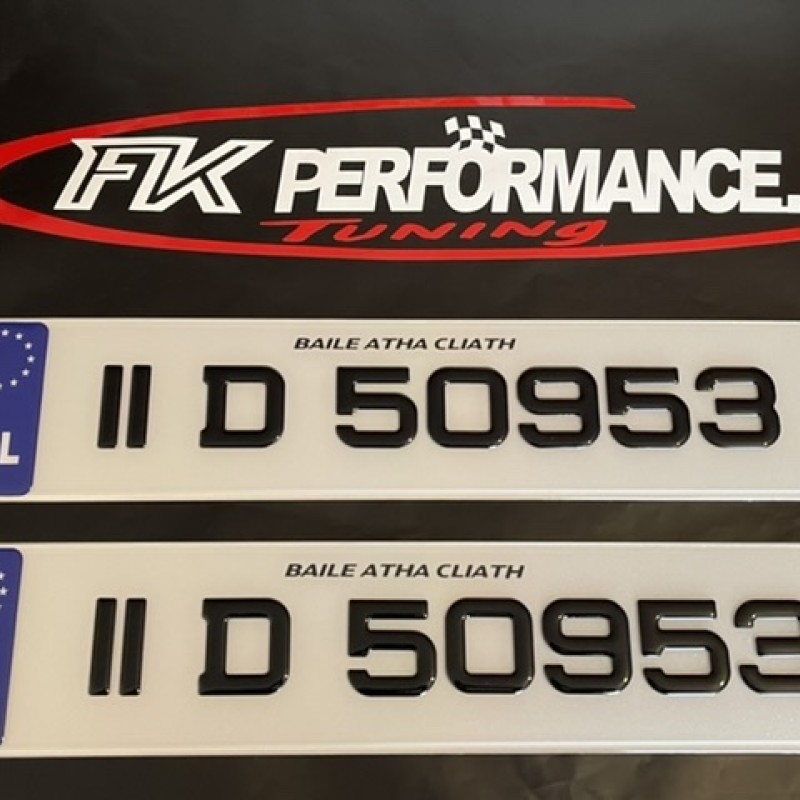 FK PERFORMANCE.
Tuning
BAILE ATHA CLIATH
L
11 D 50953
BAILE ATHA CLIATH
11 D 50953